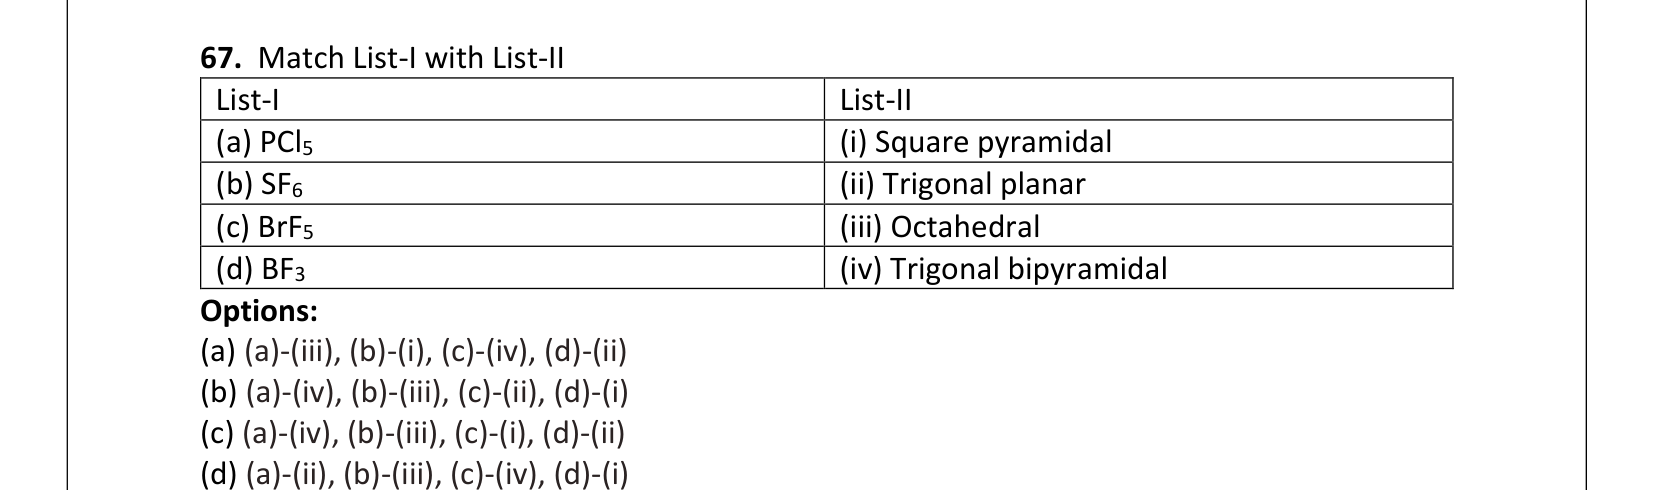 67. Match List-I with List-II
List-I List-II
(a) PCl5 (i) Square pyramidal
(b) SF6 (ii) Trigonal planar
(c) BrF5 (iii) Octahedral
(d) BF3 (iv) Trigonal bipyramidal
Options:
(a) (a)-(iii), (b)-(i), (c)-(iv), (d)-(ii)
(b) (a)-(iv), (b)-(iii), (c)-(ii), (d)-(i)
(c) (a)-(iv), (b)-(iii), (c)-(i), (d)-(ii)
(d) (a)-(ii), (b)-(iii), (c)-(iv), (d)-(i)